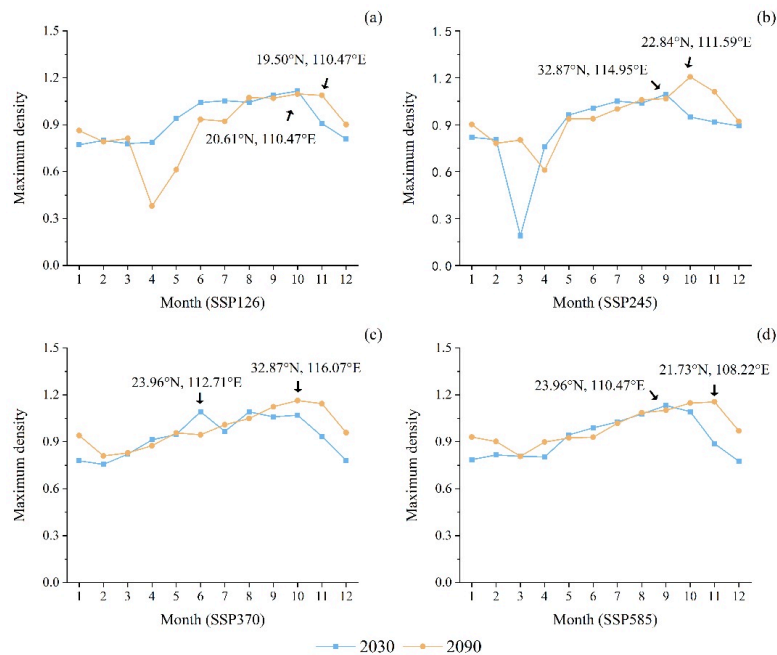 (a)
Maximum density
1.5
1.2
0.9
0.6
0.3
0.0
19.50°N, 110.47°E
20.61°N, 110.47°E
1 2 3 4 5 6 7 8 9 10 11 12
Month (SSP126)
(b)
Maximum density
1.5
1.2
0.9
0.6
0.3
0.0
22.84°N, 111.59°E
32.87°N, 114.95°E
1 2 3 4 5 6 7 8 9 10 11 12
Month (SSP245)
(c)
Maximum density
1.5
1.2
0.9
0.6
0.3
0.0
32.87°N, 116.07°E
23.96°N, 112.71°E
1 2 3 4 5 6 7 8 9 10 11 12
Month (SSP370)
(d)
Maximum density
1.5
1.2
0.9
0.6
0.3
0.0
21.73°N, 108.22°E
23.96°N, 110.47°E
1 2 3 4 5 6 7 8 9 10 11 12
Month (SSP585)
2030 2090